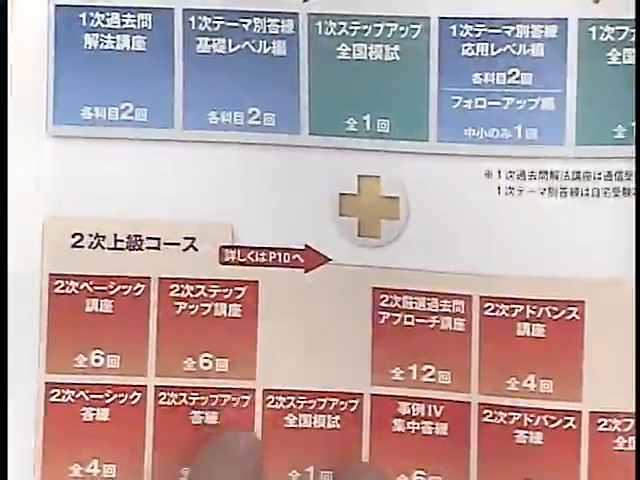 1次過去問
解法講座
各科目2回
1次テーマ別答練
基礎レベル編
各科目2回
1次ステップアップ
全国模試
全1回
1次テーマ別答練
応用レベル編
各科目2回
フォローアップ編
中小のみ1回
1次フ
全国
全
※1次過去問解法講座は通信受
1次テーマ別答練は自宅受験
2次上級コース
詳しくはP10へ
2次ベーシック
講座
全6回
2次ステップ
アップ講座
全6回
2次厳選過去問
アプローチ講座
全12回
2次アドバンス
講座
全4回
2次ベーシック
答練
全4回
2次ステップアップ
答練
2次ステップアップ
全国模試
全1回
事例IV
集中答練
全6回
2次アドバンス
答練
2次フ
全国